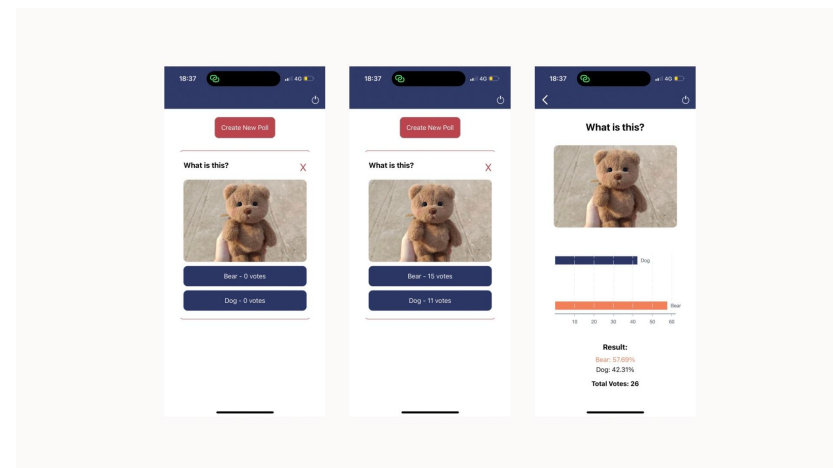 18:37
4G
Create New Poll
What is this?
X
Bear - 0 votes
Dog - 0 votes
18:37
4G
Create New Poll
What is this?
X
Bear - 15 votes
Dog - 11 votes
18:37
4G
What is this?
Dog
Bear
10 20 30 40 50 60
Result:
Bear: 57.69%
Dog: 42.31%
Total Votes: 26